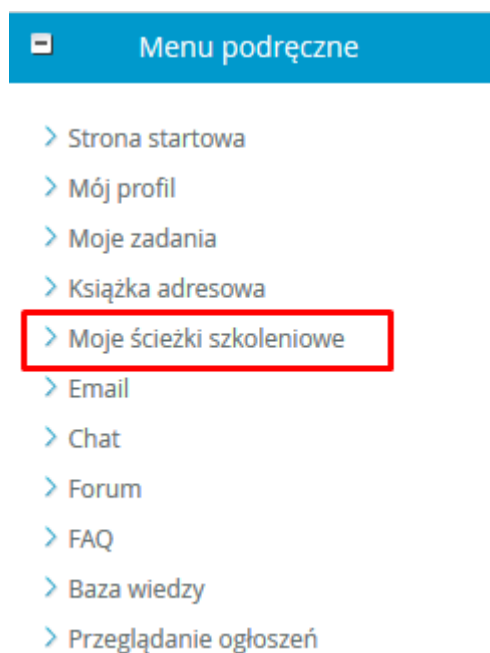 Menu podręczne
Strona startowa
Mój profil
Moje zadania
Książka adresowa
Moje ścieżki szkoleniowe
Email
Chat
Forum
FAQ
Baza wiedzy
Przeglądanie ogłoszeń